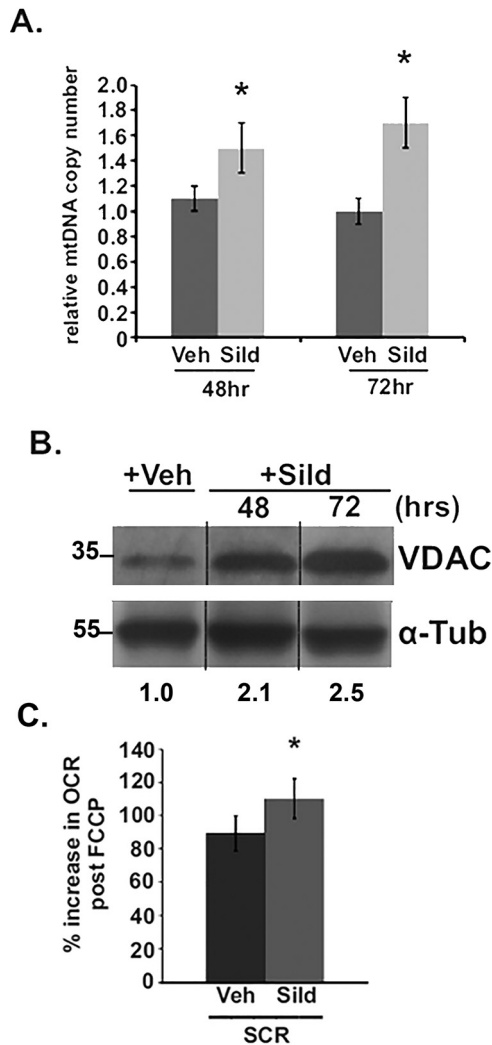 A.
relative mtDNA copy number
2.0
1.8
1.6
1.4
1.2
1.0
0.8
0.6
0.4
0.2
0
*
*
Veh Sild
Veh Sild
48hr
72hr
B.
+Veh
+Sild
48
72
(hrs)
35
VDAC
55
α-Tub
1.0
2.1
2.5
C.
% increase in OCR
post FCCP
140
120
100
80
60
40
20
0
*
Veh
Sild
SCR